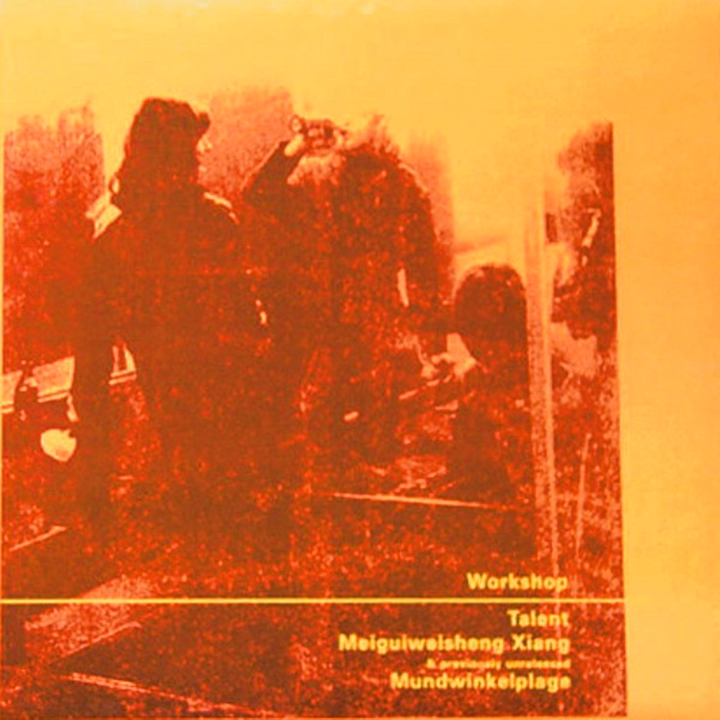 Workshop
Talent
Meiguiweisheng Xiang
& previously unreleased
Mundwinkelplage